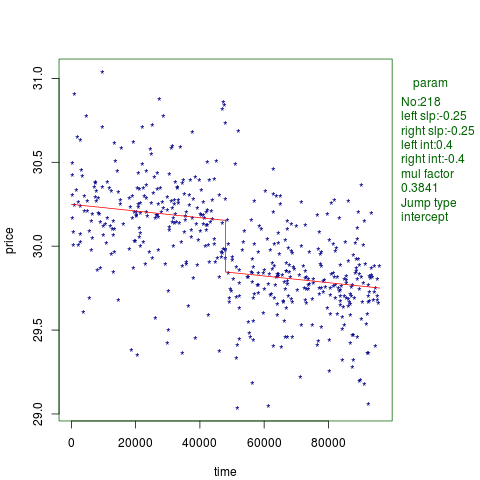 param
No:218
left slp:-0.25
right slp:-0.25
left int:0.4
right int:-0.4
mul factor
0.3841
Jump type
intercept
31.0
30.5
30.0
29.5
29.0
price
0
20000
40000
60000
80000
time